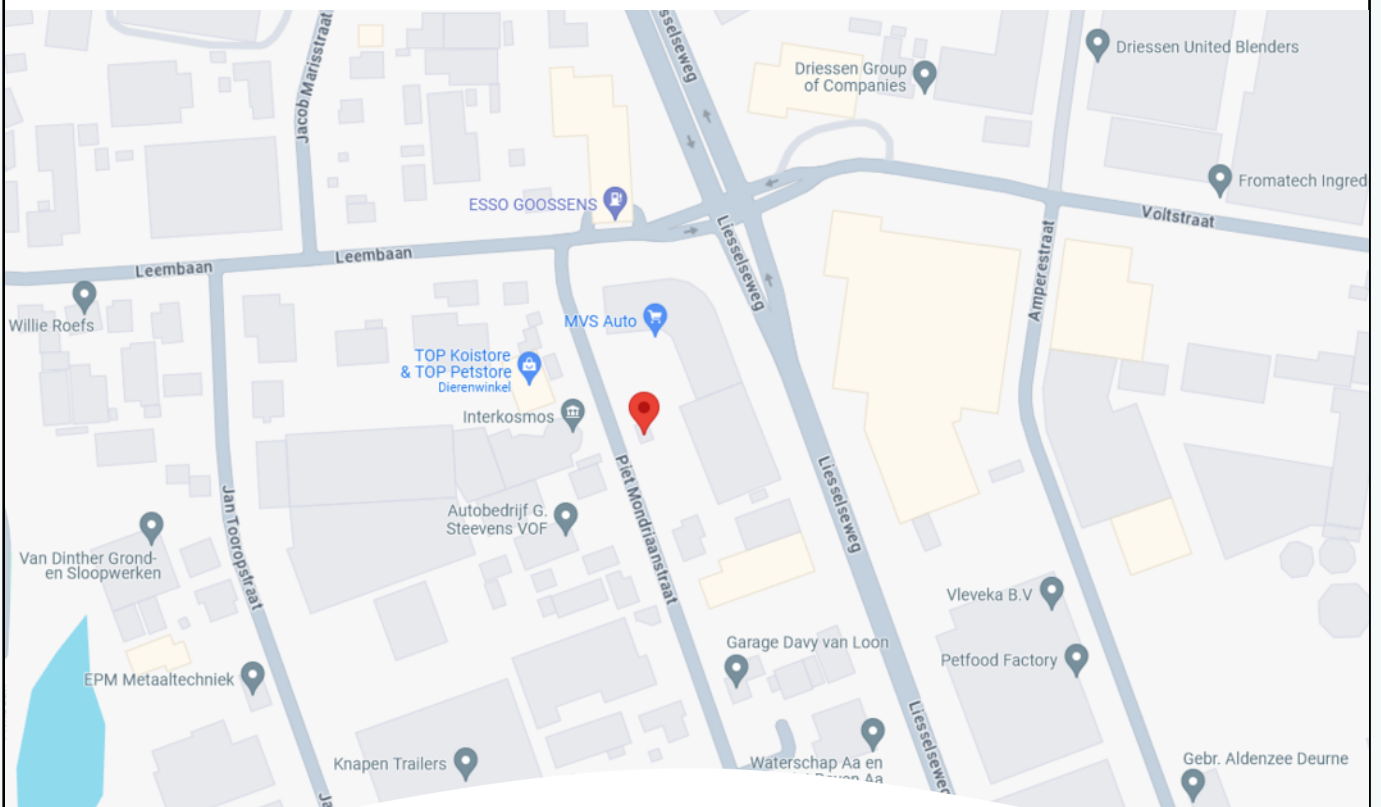 Liesselseweg
Jacob Marisstraat
Driessen United Blenders
Driessen Group
of Companies
Fromatech Ingred
Voltstraat
ESSO GOOSSENS
Liesselseweg
Amperestraat
Leembaan
Leembaan
Willie Roefs
MVS Auto
TOP Koistore
& TOP Petstore
Dierenwinkel
Interkosmos
Piet Mondriaanstraat
Liesselseweg
Jan Tooropstraat
Autobedrijf G.
Steevens VOF
Van Dinther Grond-
en Sloopwerken
Vleveka B.V
Garage Davy van Loon
Petfood Factory
EPM Metaaltechniek
Liesselseweg
Knapen Trailers
Waterschap Aa en
Aa
Gebr. Aldenzee Deurne
Ja